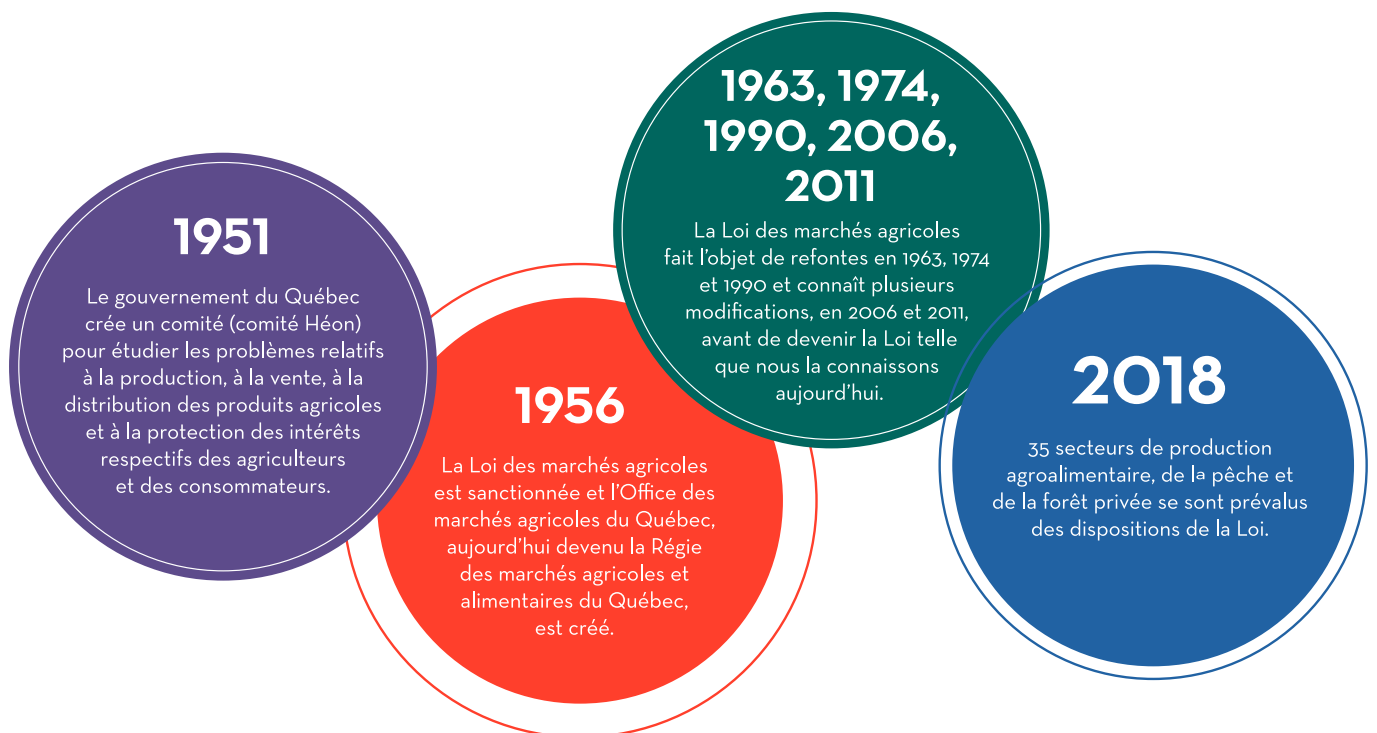 1951
Le gouvernement du Québec
crée un comité (comité Héon)
pour étudier les problèmes relatifs
à la production, à la vente, à la
distribution des produits agricoles
et à la protection des intérêts
respectifs des agriculteurs
et des consommateurs.
1956
La Loi des marchés agricoles
est sanctionnée et l'Office des
marchés agricoles du Québec,
aujourd'hui devenu la Régie
des marchés agricoles et
alimentaires du Québec,
est créé.
1963, 1974,
1990, 2006,
2011
La Loi des marchés agricoles
fait l'objet de refontes en 1963, 1974
et 1990 et connaît plusieurs
modifications, en 2006 et 2011,
avant de devenir la Loi telle
que nous la connaissons
aujourd'hui.
2018
35 secteurs de production
agroalimentaire, de la pêche et
de la forêt privée se sont prévalus
des dispositions de la Loi.